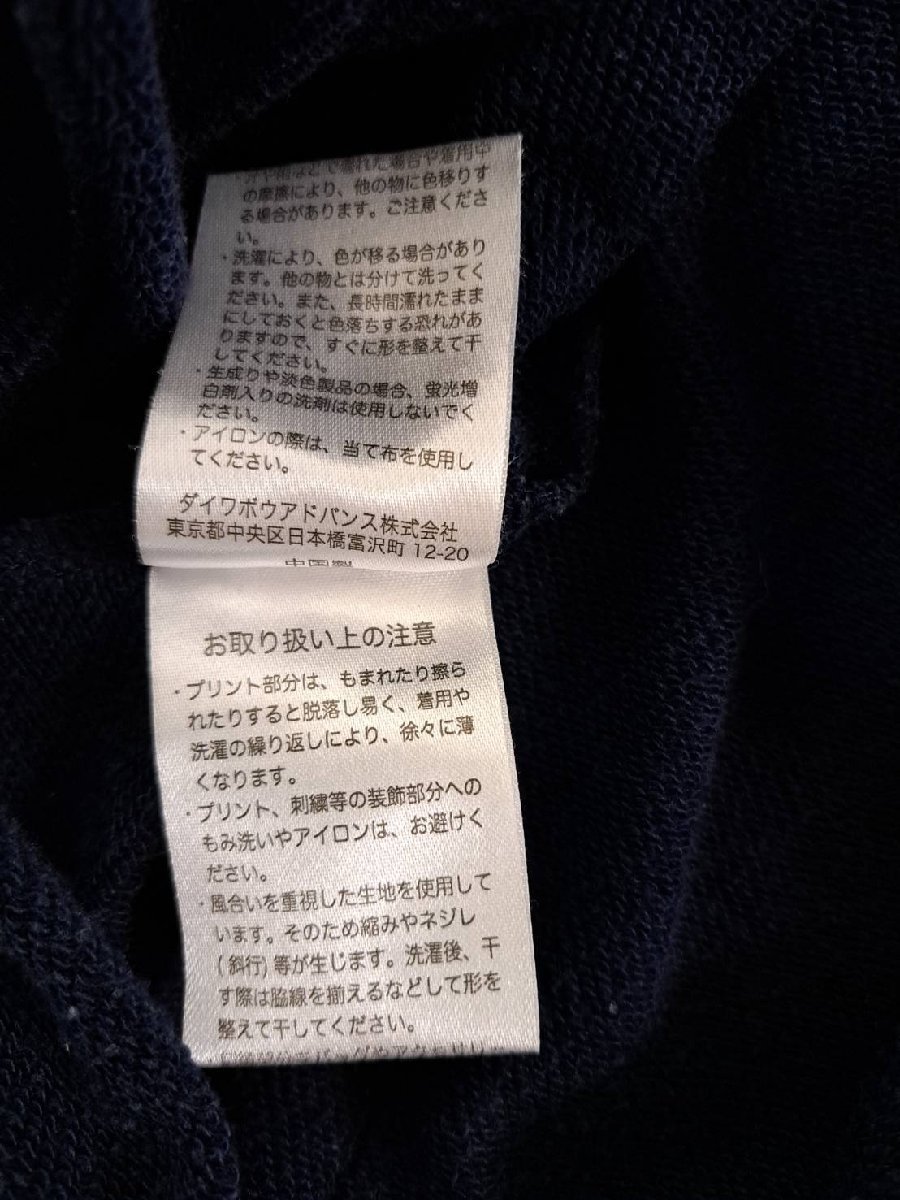 の摩擦により、他の物に色移りす
る場合があります。ご注意くださ
い。
・洗濯により、色が移る場合があり
ます。他の物とは分けて洗ってく
ださい。また、長時間濡れたまま
にしておくと色落ちする恐れがあ
りますので、すぐに形を整えて干
してください。
・生成りや淡色製品の場合、蛍光増
白剤入りの洗剤は使用しないでく
ださい。
・アイロンの際は、当て布を使用し
てください。
ダイワボウアドバンス株式会社
東京都中央区日本橋富沢町 12-20
お取り扱い上の注意
・プリント部分は、もまれたり擦ら
れたりすると脱落し易く、着用や
洗濯の繰り返しにより、徐々に薄
くなります。
・プリント、刺繍等の装飾部分への
もみ洗いやアイロンは、お避けく
ださい。
・風合いを重視した生地を使用して
います。そのため縮みやネジレ
(斜行)等が生じます。洗濯後、干
す際は脇線を揃えるなどして形を
整えて干してください。